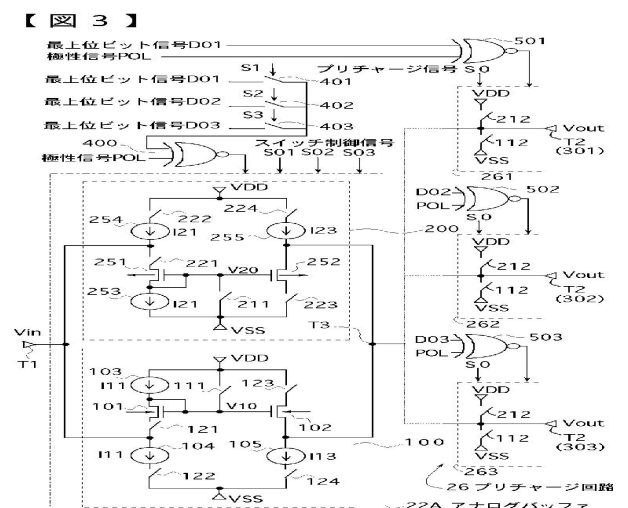 【図3】
最上位ビット信号D01
極性信号POL
501
S1
プリチャージ信号 S0
最上位ビット信号D01
401
S2
最上位ビット信号D02
402
S3
最上位ビット信号D03
403
VDD
212
Vout
T2
(301)
112
VSS
261
400
極性信号POL
スイッチ制御信号
S01 S02 S03
VDD
254
222
224
I21
255
I23
200
251
221
V20
252
253
I21
211
223
VSS
D02
POL
502
S0
VDD
212
Vout
T2
(302)
112
VSS
262
Vin
T1
T3
VDD
103
I11
111
123
101
V10
102
121
104
105
100
I11
I13
122
124
VSS
D03
POL
503
S0
VDD
212
Vout
T2
(303)
112
VSS
263
26 プリチャージ回路
22A アナログバッファ